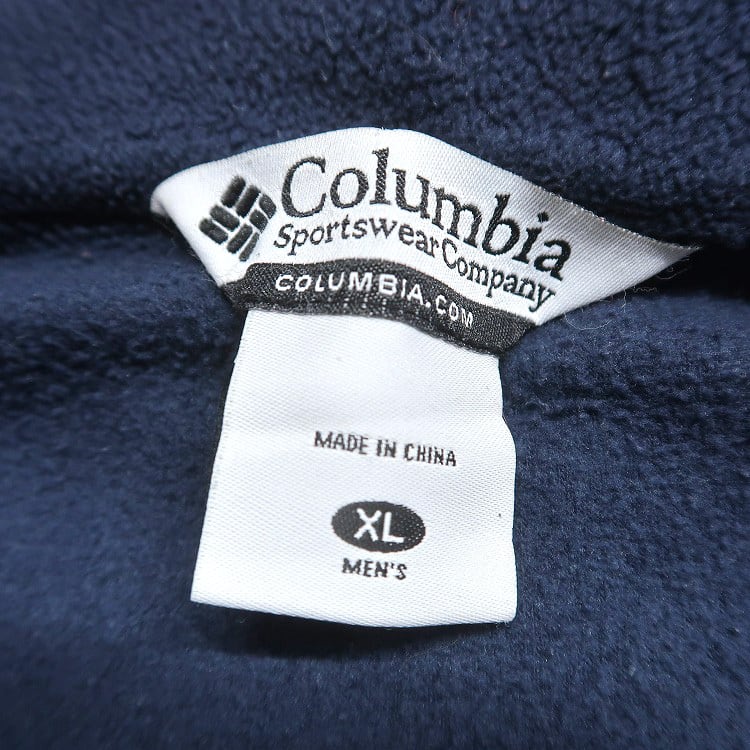 Columbia
Sportswear Company
COLUMBIA.COM
MADE IN CHINA
XL
MEN'S